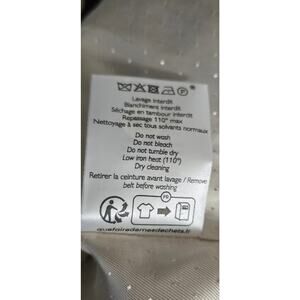 Lavage interdit
Blanchiment interdit
Séchage en tambour interdit
Repassage 110° max
Nettoyage à sec tous solvants normaux
Do not wash
Do not bleach
Do not tumble dry
Low iron heat (110°)
Dry cleaning
Retirer la ceinture avant lavage / Remove
belt before washing
FR
quefairedemesdechets.fr